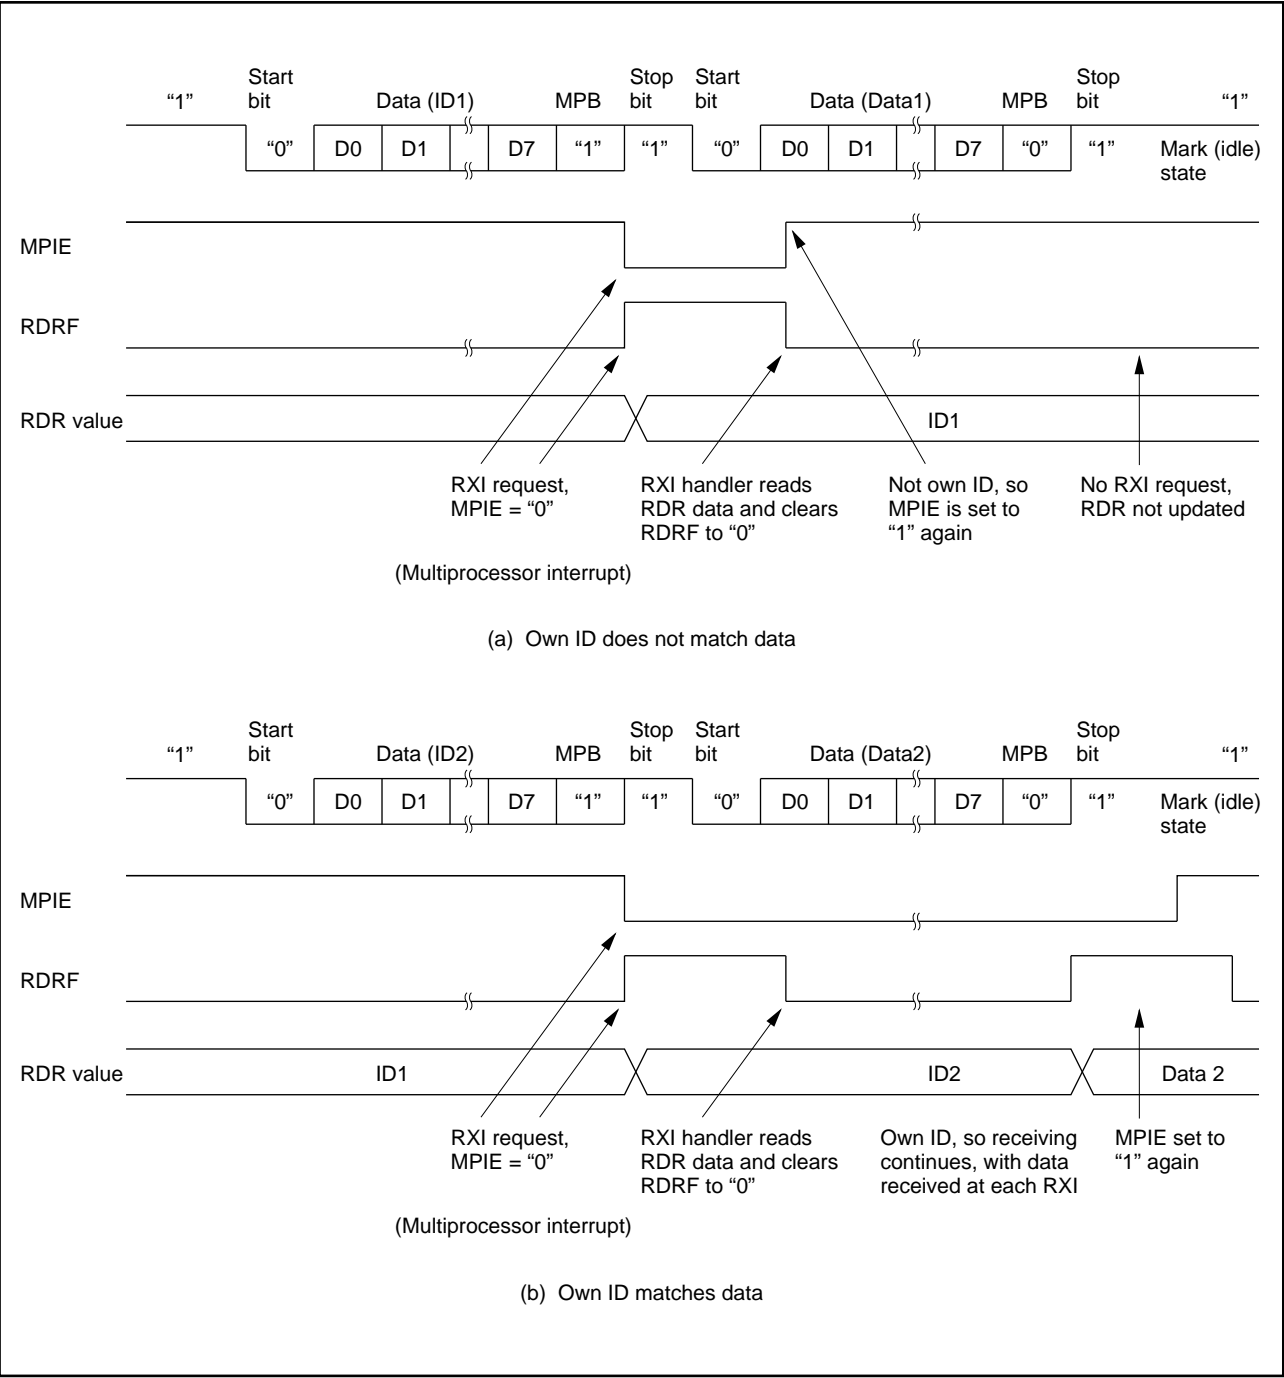 Start Stop Start Stop
“1” bit Data (ID1) MPB bit bit Data (Data1) MPB bit “1”
“0” D0 D1 D7 “1” “1” “0” D0 D1 D7 “0” “1” Mark (idle)
state
MPIE
RDRF
RDR value ID1
RXI request,
MPIE = “0”
RXI handler reads
RDR data and clears
RDRF to “0”
Not own ID, so
MPIE is set to
“1” again
No RXI request,
RDR not updated
(Multiprocessor interrupt)
(a) Own ID does not match data
Start Stop Start Stop
“1” bit Data (ID2) MPB bit bit Data (Data2) MPB bit “1”
“0” D0 D1 D7 “1” “1” “0” D0 D1 D7 “0” “1” Mark (idle)
state
MPIE
RDRF
RDR value ID1 ID2 Data 2
RXI request,
MPIE = “0”
RXI handler reads
RDR data and clears
RDRF to “0”
Own ID, so receiving
continues, with data
received at each RXI
MPIE set to
“1” again
(Multiprocessor interrupt)
(b) Own ID matches data